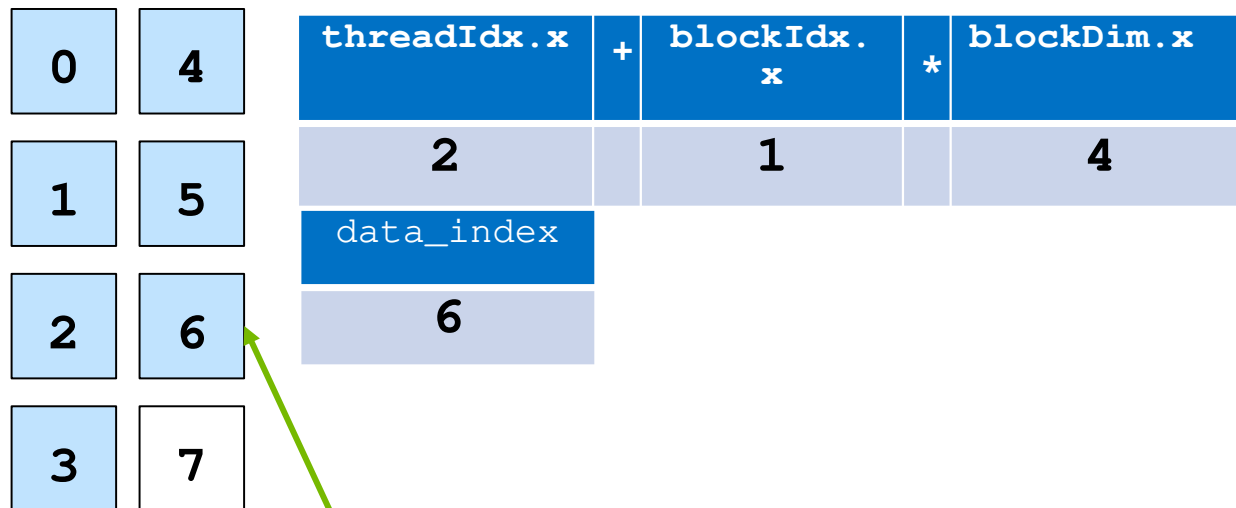 0 4
1 5
2 6
3 7
threadIdx.x + blockIdx.
x * blockDim.x
2 1 4
data_index
6